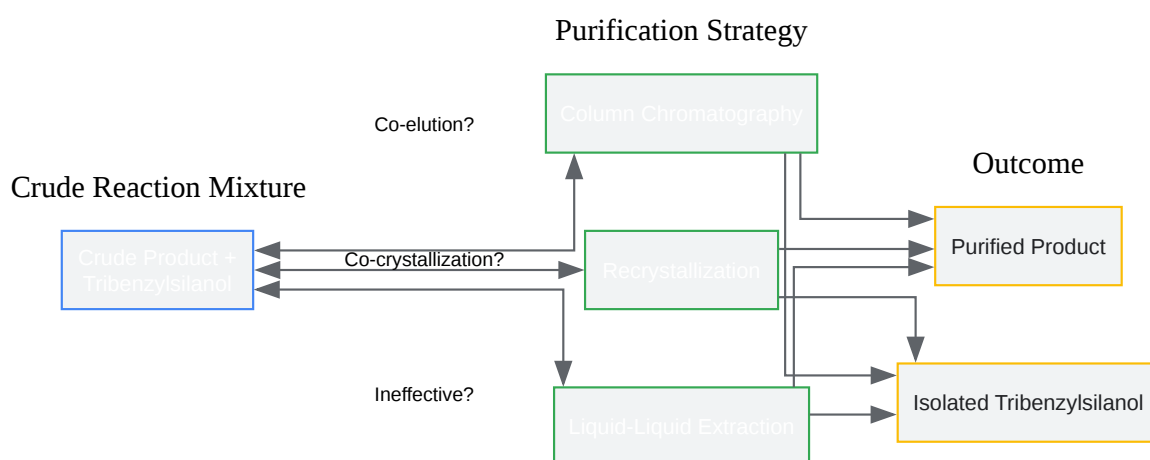 Purification Strategy
Column Chromatography
Co-elution?
Outcome
Crude Reaction Mixture
Purified Product
Crude Product +
Tribenzylsilanol
Co-crystallization?
Recrystallization
Ineffective?
Isolated Tribenzylsilanol
Liquid-Liquid Extraction